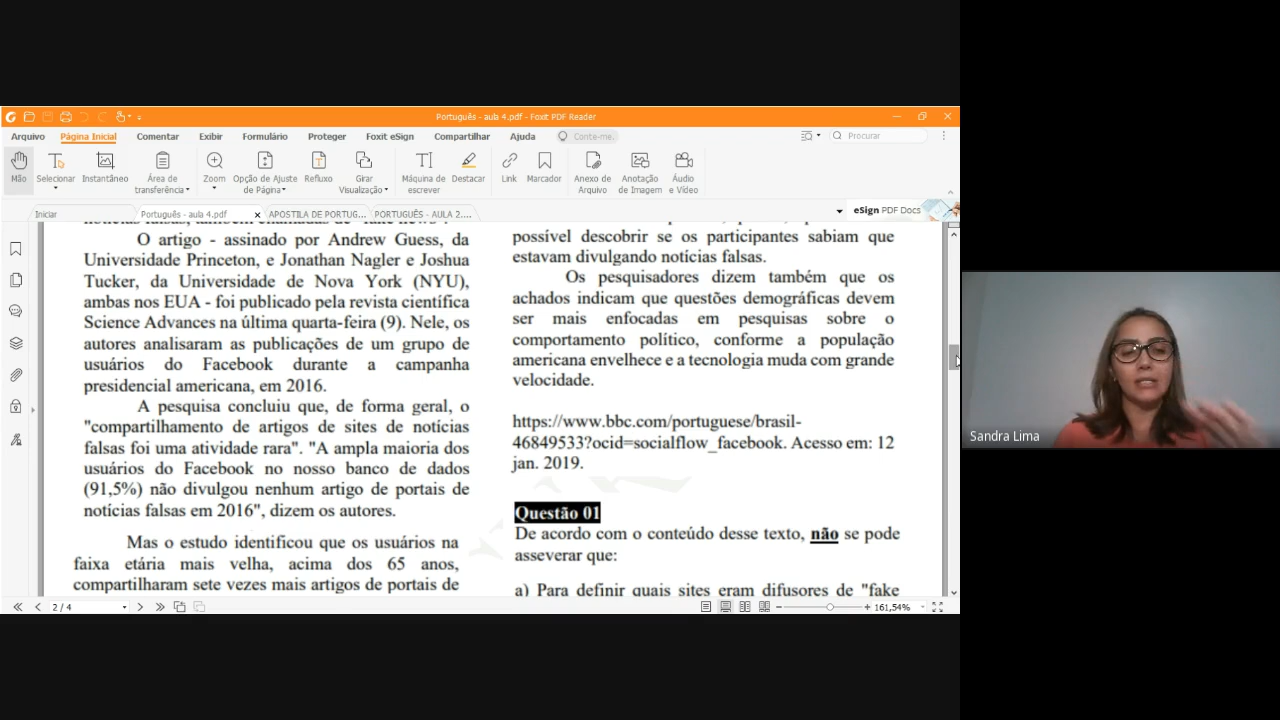 Português - aula 4.pdf - Foxit PDF Reader
Arquivo Página Inicial Comentar Exibir Formulário Proteger Foxit eSign Compartilhar Ajuda Conte-me. Procurar
Mão Selecionar Instantâneo Área de transferência Zoom Opção de Ajuste de Página Refluxo Girar Visualização Máquina de escrever Destacar Link Marcador Anexo de Arquivo Anotação de Imagem Áudio e Vídeo
Iniciar Português - aula 4.pdf APOSTILA DE PORTUG... PORTUGUÊS - AULA 2.... eSign PDF Docs
notícias falsas, também chamadas de "fake news".
O artigo - assinado por Andrew Guess, da
Universidade Princeton, e Jonathan Nagler e Joshua
Tucker, da Universidade de Nova York (NYU),
ambas nos EUA - foi publicado pela revista científica
Science Advances na última quarta-feira (9). Nele, os
autores analisaram as publicações de um grupo de
usuários do Facebook durante a campanha
presidencial americana, em 2016.
A pesquisa concluiu que, de forma geral, o
"compartilhamento de artigos de sites de notícias
falsas foi uma atividade rara". "A ampla maioria dos
usuários do Facebook no nosso banco de dados
(91,5%) não divulgou nenhum artigo de portais de
notícias falsas em 2016", dizem os autores.
Mas o estudo identificou que os usuários na
faixa etária mais velha, acima dos 65 anos,
compartilharam sete vezes mais artigos de portais de
possível descobrir se os participantes sabiam que
estavam divulgando notícias falsas.
Os pesquisadores dizem também que os
achados indicam que questões demográficas devem
ser mais enfocadas em pesquisas sobre o
comportamento político, conforme a população
americana envelhece e a tecnologia muda com grande
velocidade.
https://www.bbc.com/portuguese/brasil-
46849533?ocid=socialflow_facebook. Acesso em: 12
jan. 2019.
Questão 01
De acordo com o conteúdo desse texto, não se pode
asseverar que:
a) Para definir quais sites eram difusores de "fake
2 / 4
161,54%
Sandra Lima